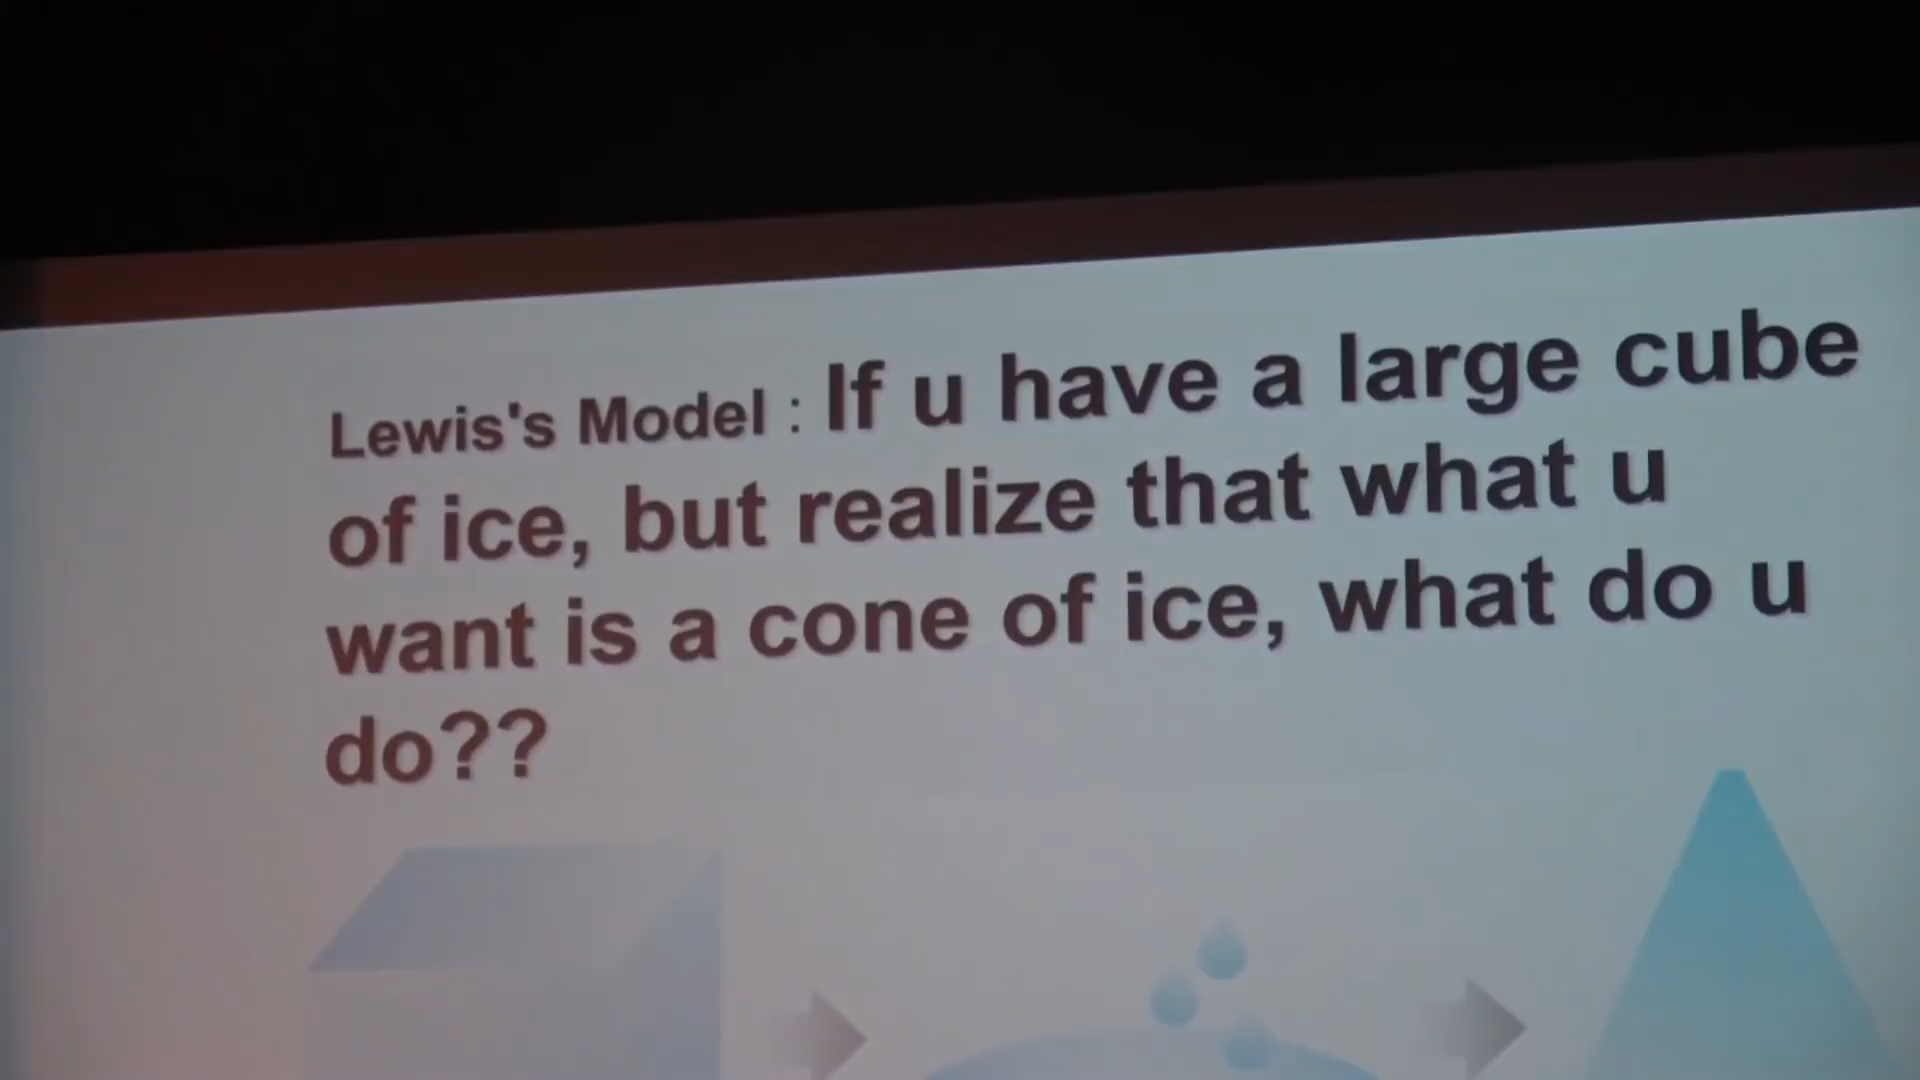 Lewis's Model : If u have a large cube
of ice, but realize that what u
want is a cone of ice, what do u
do??